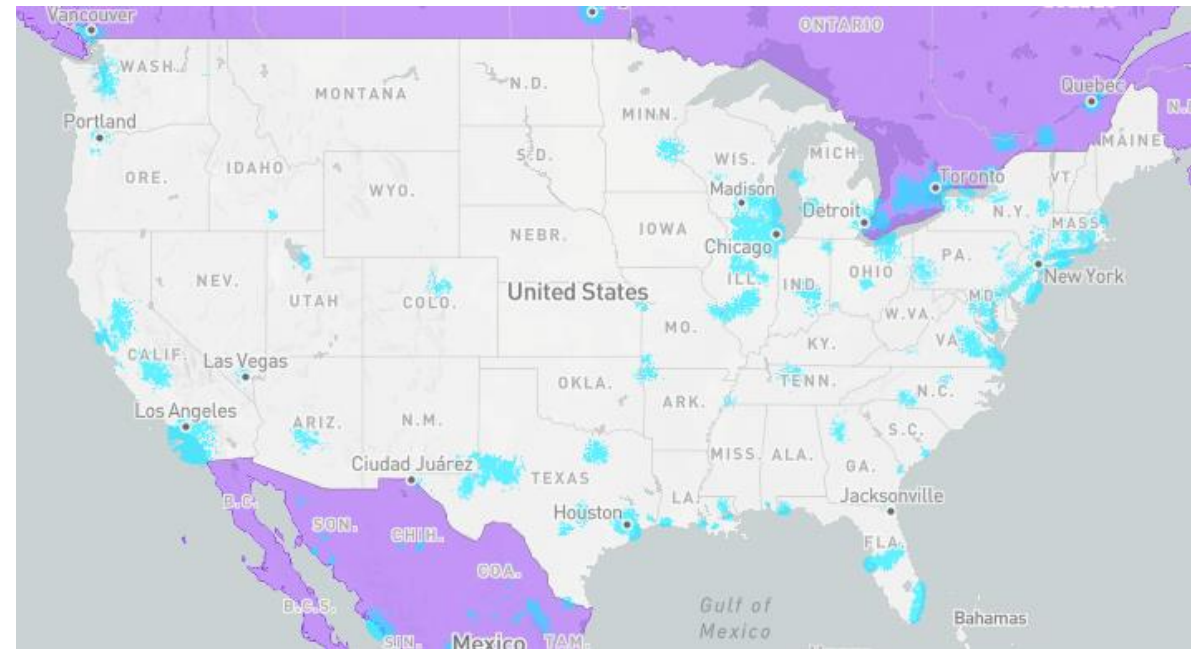 Vancouver
ONTARIO
WASH.
MONTANA
N.D.
MINN.
Quebec
Portland
MAINE
ORE.
IDAHO
S.D.
WIS.
MICH.
VT.
WYO.
Madison
Toronto
Detroit
N.Y.
MASS.
NEBR.
IOWA
Chicago
PA.
New York
NEV.
UTAH
COLO.
United States
ILL.
IND.
OHIO
MD.
W.VA.
MO.
KY.
VA.
CALIF.
Las Vegas
OKLA.
TENN.
N.C.
ARK.
Los Angeles
ARIZ.
N.M.
S.C.
MISS.
ALA.
GA.
Ciudad Juárez
TEXAS
LA.
Jacksonville
B.C.
SON.
CHIH.
Houston
FLA.
COA.
B.C.S.
Gulf of
Mexico
Bahamas
SIN.
Mexico
TAM.